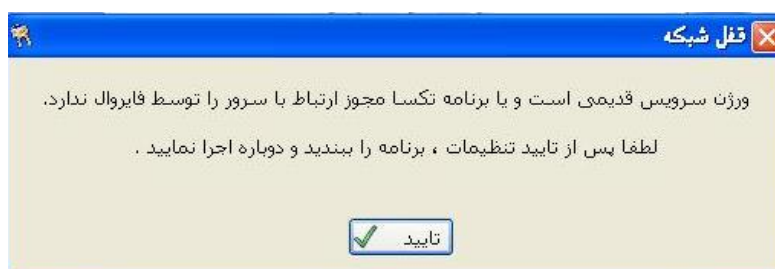 قفل شبکه
ورژن سرویس قدیمی است و یا برنامه تکسا مجوز ارتباط با سرور را توسط فایروال ندارد.
لطفا پس از تایید تنظیمات ، برنامه را ببندید و دوباره اجرا نمایید .
تایید